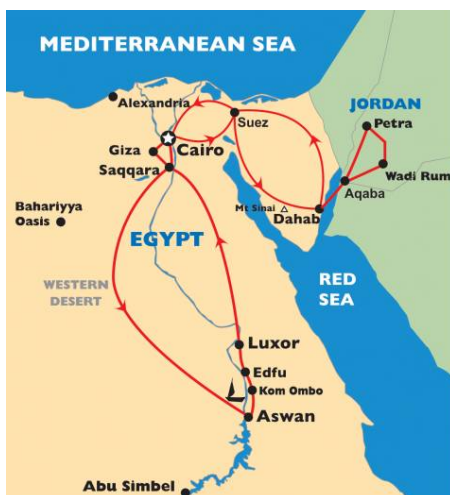 MEDITERRANEAN SEA
Alexandria
Suez
JORDAN
Petra
Giza
Cairo
Saqqara
Wadi Rum
Aqaba
Mt Sinai
Dahab
Bahariyya
Oasis
EGYPT
WESTERN
DESERT
RED
SEA
Luxor
Edfu
Kom Ombo
Aswan
Abu Simbel